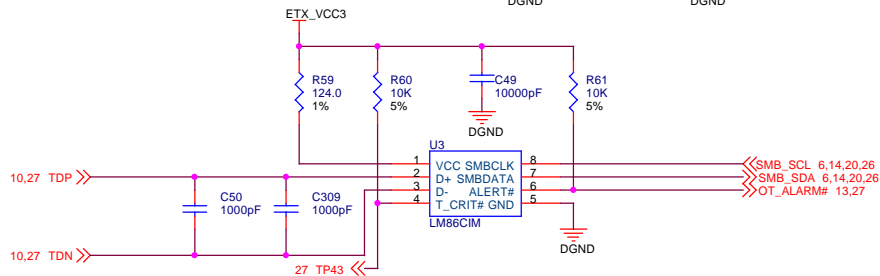 DGND DGND
ETX_VCC3
R59 R60 C49 R61
124.0 10K 10000pF 10K
1% 5% 5%
DGND
U3
1 VCC SMBCLK 8 SMB_SCL 6,14,20,26
10,27 TDP 2 D+ SMBDATA 7 SMB_SDA 6,14,20,26
3 D- ALERT# 6 OT_ALARM# 13,27
4 T_CRIT# GND 5
C50 C309
1000pF 1000pF
LM86CIM
DGND
10,27 TDN
27 TP43